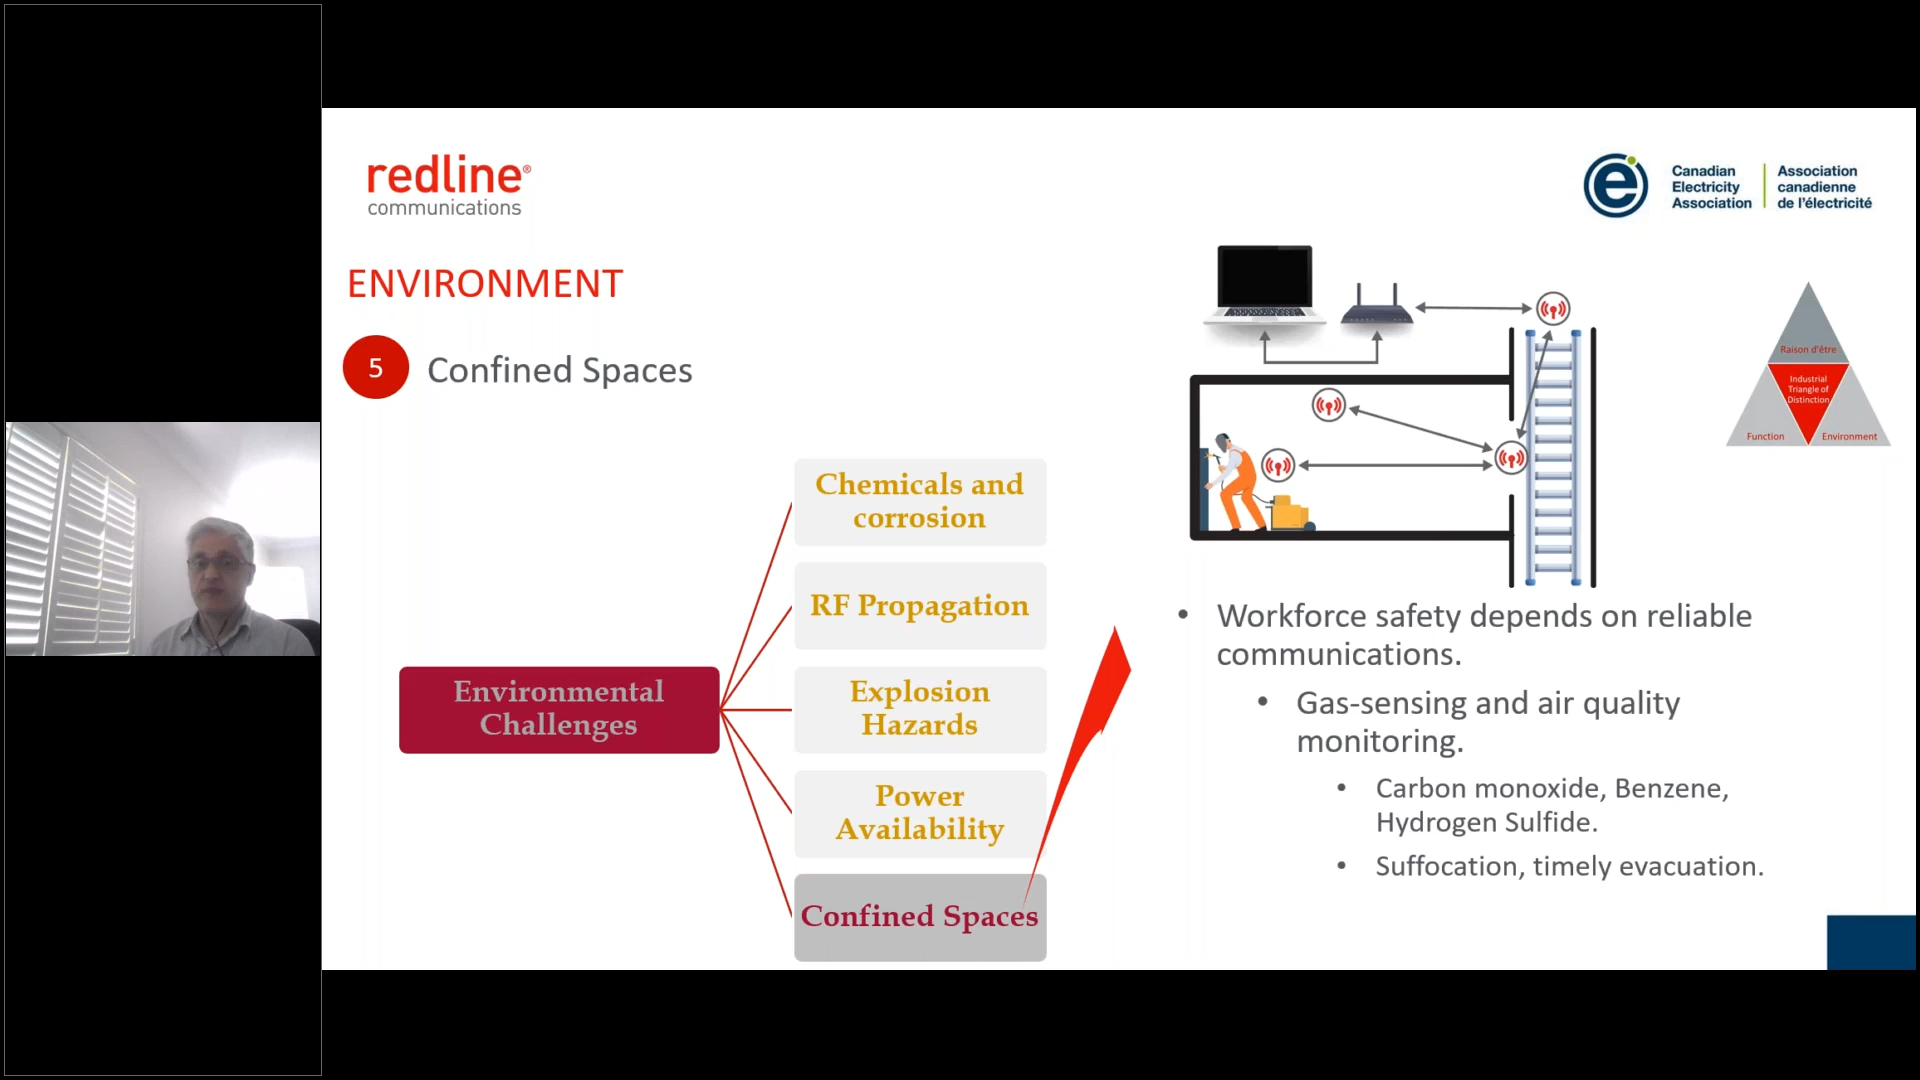 redline®
communications
Canadian
Electricity
Association
Association
canadienne
de l'électricité
ENVIRONMENT
5
Confined Spaces
Raison d'être
Industrial
Triangle of
Distinction
Function
Environment
Environmental
Challenges
Chemicals and
corrosion
RF Propagation
Explosion
Hazards
Power
Availability
Confined Spaces
• Workforce safety depends on reliable
communications.
• Gas-sensing and air quality
monitoring.
• Carbon monoxide, Benzene,
Hydrogen Sulfide.
• Suffocation, timely evacuation.